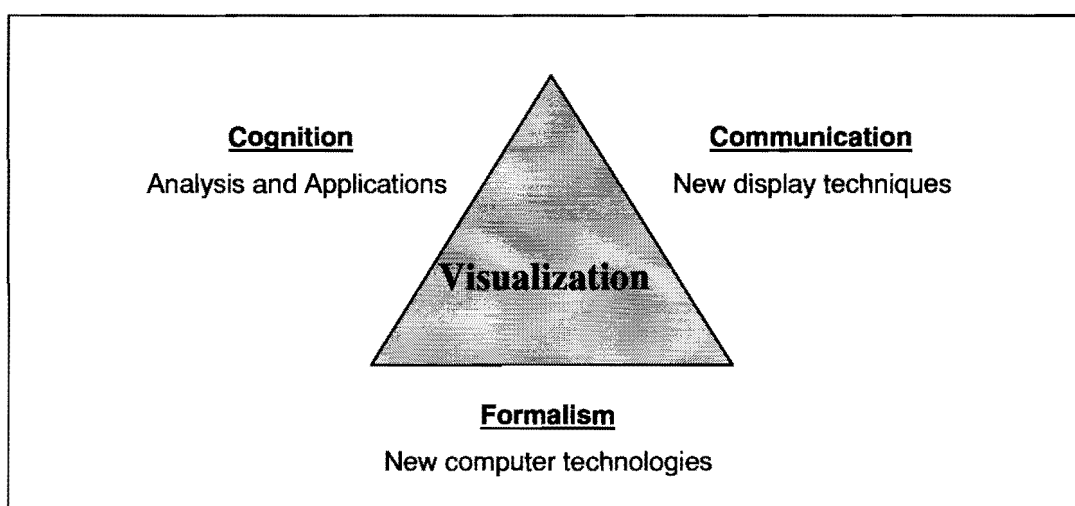 Cognition
Analysis and Applications
Communication
New display techniques
Visualization
Formalism
New computer technologies